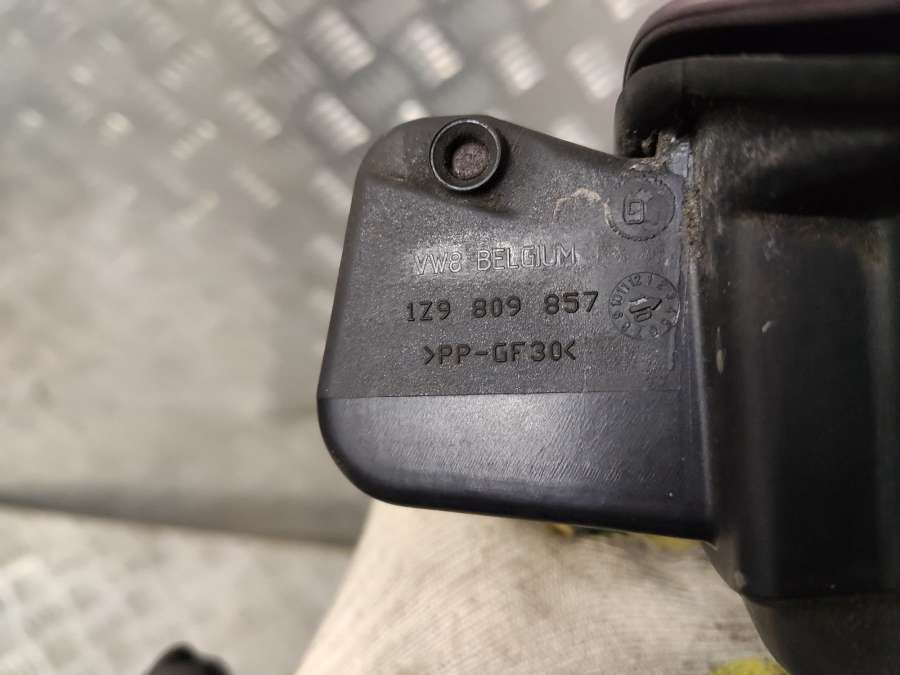 VW8 BELGIUM
1Z9 809 857
>PP-GF30<